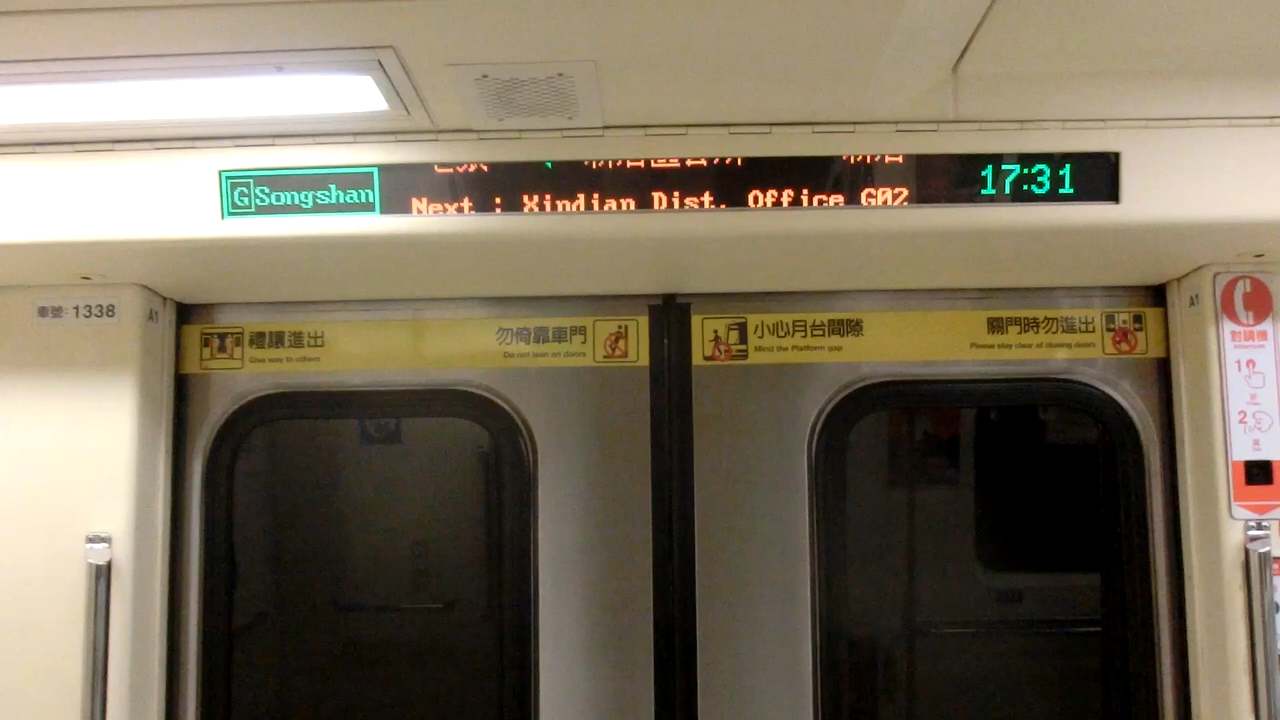 G Songshan
Next : Xindian Dist. Office G02
17:31
車號: 1338
A1
禮讓進出
Give way to others
勿倚靠車門
Do not lean on doors
小心月台間隙
Mind the Platform gap
關門時勿進出
Please stay clear of closing doors
A1
對講機
1
2